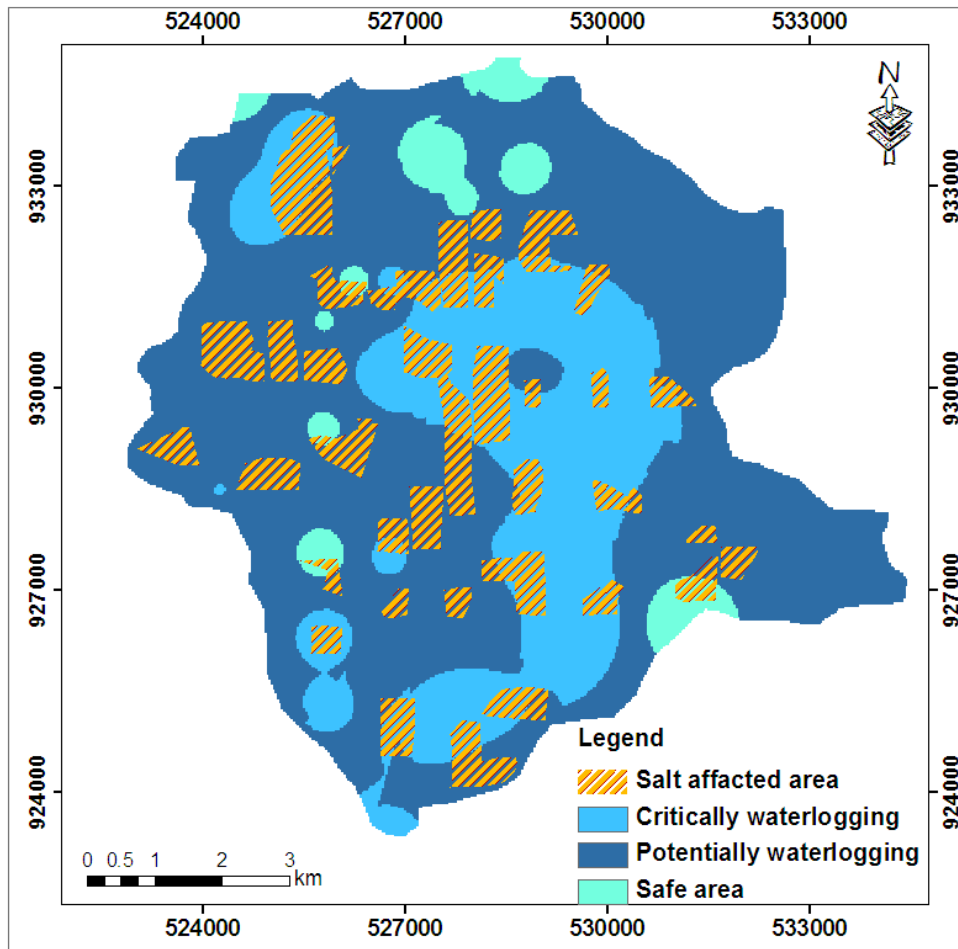 524000 527000 530000 533000
N
933000 933000
930000 930000
927000 927000
924000 924000
Legend
Salt affacted area
Critically waterlogging
Potentially waterlogging
Safe area
0 0.5 1 2 3
km
524000 527000 530000 533000